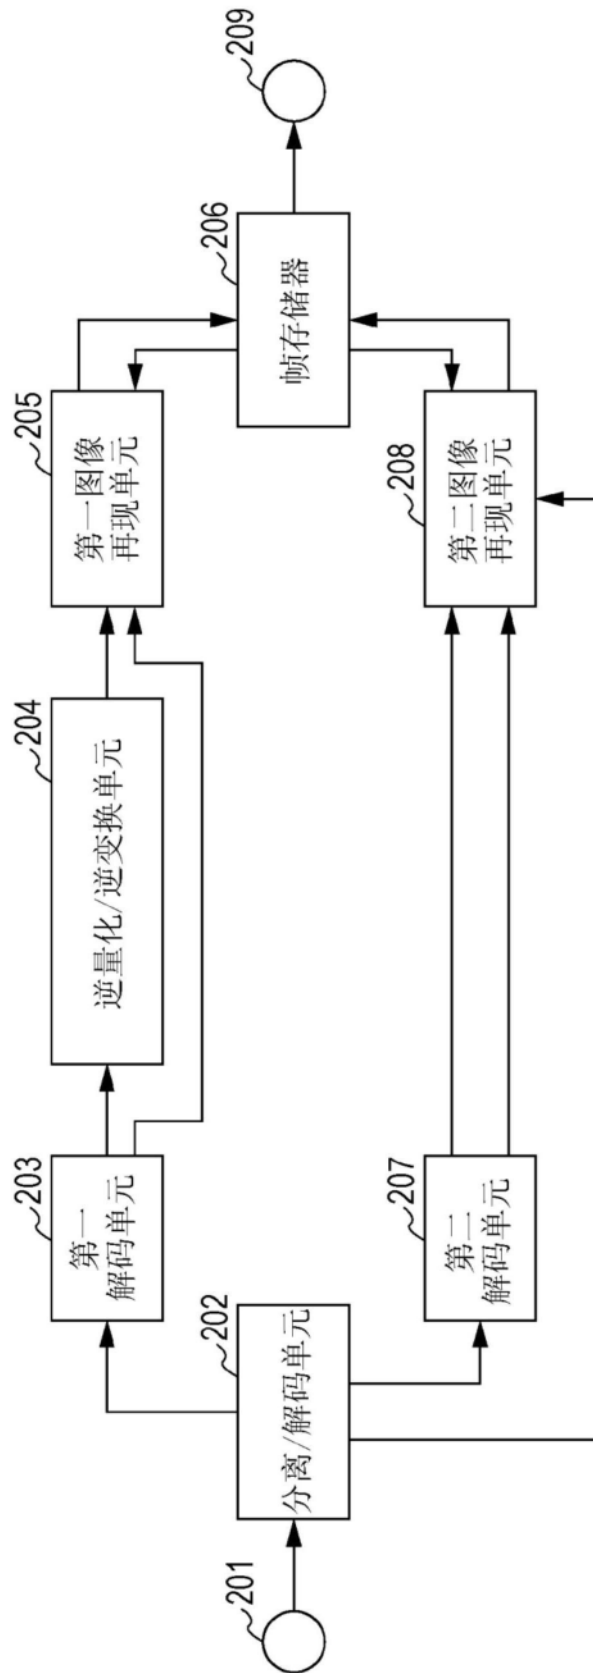 201
202
分离/解码单元
203
第一
解码单元
204
逆量化/逆变换单元
205
第一图像
再现单元
206
帧存储器
207
第二
解码单元
208
第二图像
再现单元
209